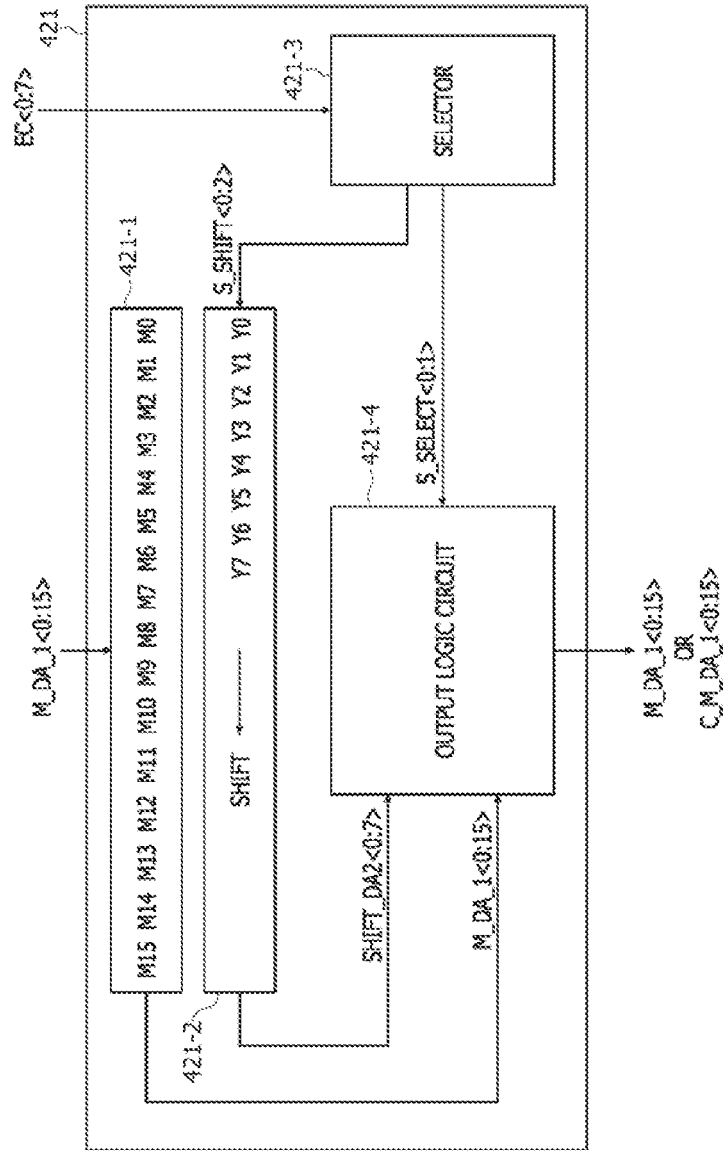 421
M_DA_1<0:15>
EC<0:7>
421-1
M15 M14 M13 M12 M11 M10 M9 M8 M7 M6 M5 M4 M3 M2 M1 M0
421-3
SELECTOR
421-2
SHIFT
Y7 Y6 Y5 Y4 Y3 Y2 Y1 Y0
S_SHIFT<0:2>
SHIFT_DA2<0:7>
M_DA_1<0:15>
421-4
OUTPUT LOGIC CIRCUIT
S_SELECT<0:1>
M_DA_1<0:15>
OR
C_M_DA_1<0:15>